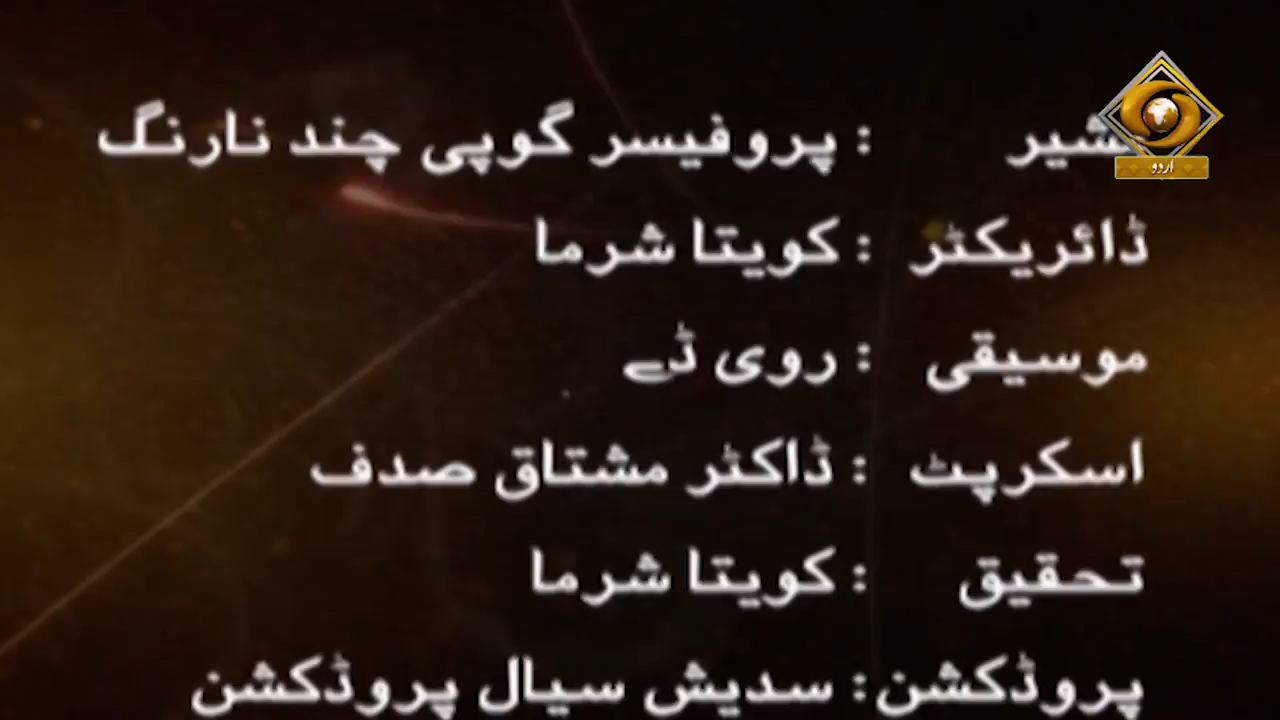 مشیر : پروفیسر گوپی چند نارنگ
ڈائریکٹر : کویتا شرما
موسیقی : روی ڈے
اسکرپٹ : ڈاکٹر مشتاق صدف
تحقیق : کویتا شرما
پروڈکشن : سدیش سیال پروڈکشن
اردو